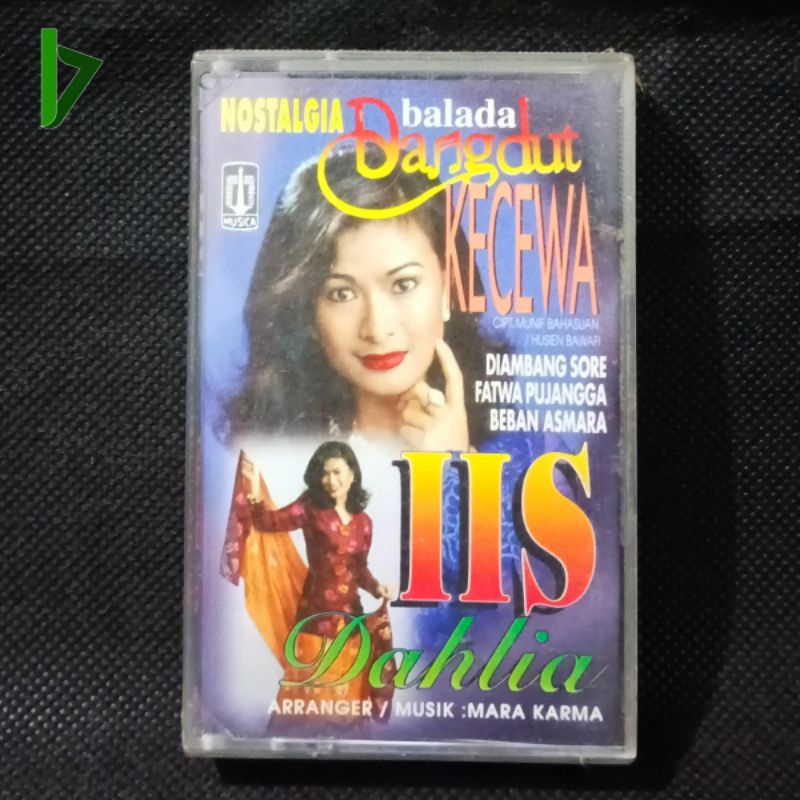 NOSTALGIA
balada
Dangdut
KECEWA
MUSICA
CIPT. MUNIF BAHASUAN
/ HUSIEN BAWAFI
DIAMBANG SORE
FATWA PUJANGGA
BEBAN ASMARA
IIS
Dahlia
ARRANGER / MUSIK :MARA KARMA